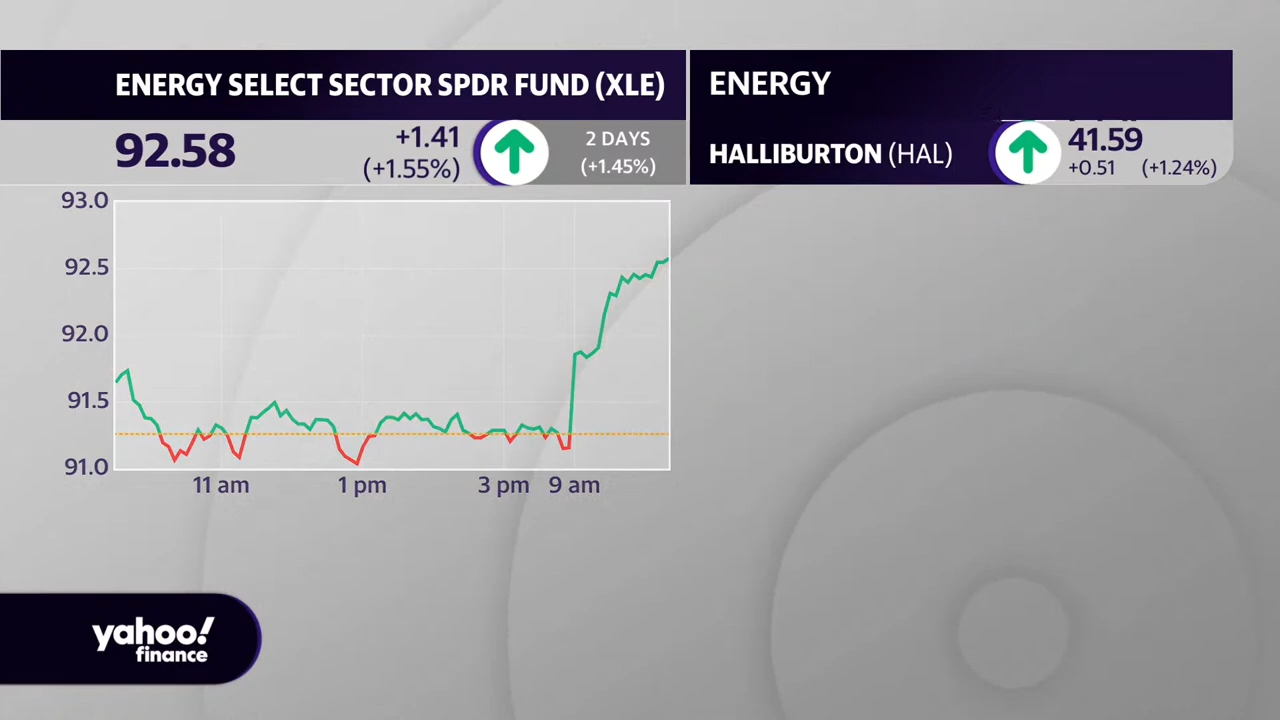 ENERGY SELECT SECTOR SPDR FUND (XLE)
92.58
+1.41
(+1.55%)
2 DAYS
(+1.45%)
ENERGY
HALLIBURTON (HAL)
41.59
+0.51 (+1.24%)
93.0
92.5
92.0
91.5
91.0
11 am 1 pm 3 pm 9 am
yahoo!
finance